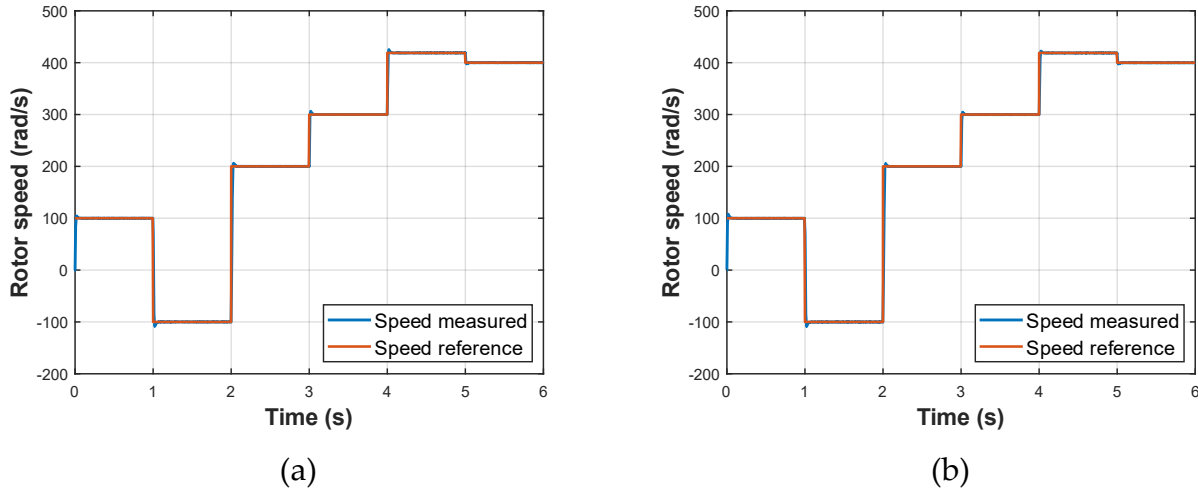 500
400
300
200
100
0
-100
-200
0 1 2 3 4 5 6
Rotor speed (rad/s)
Time (s)
Speed measured
Speed reference
(a)
500
400
300
200
100
0
-100
-200
0 1 2 3 4 5 6
Rotor speed (rad/s)
Time (s)
Speed measured
Speed reference
(b)